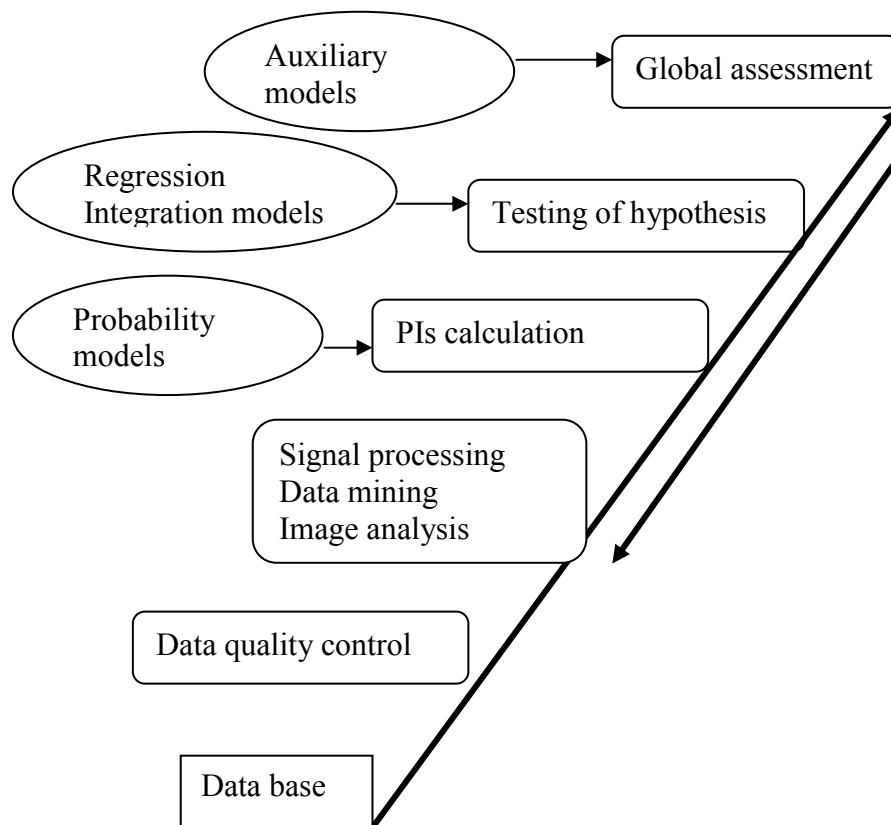 Auxiliary
models
Global assessment
Regression
Integration models
Testing of hypothesis
Probability
models
PIs calculation
Signal processing
Data mining
Image analysis
Data quality control
Data base